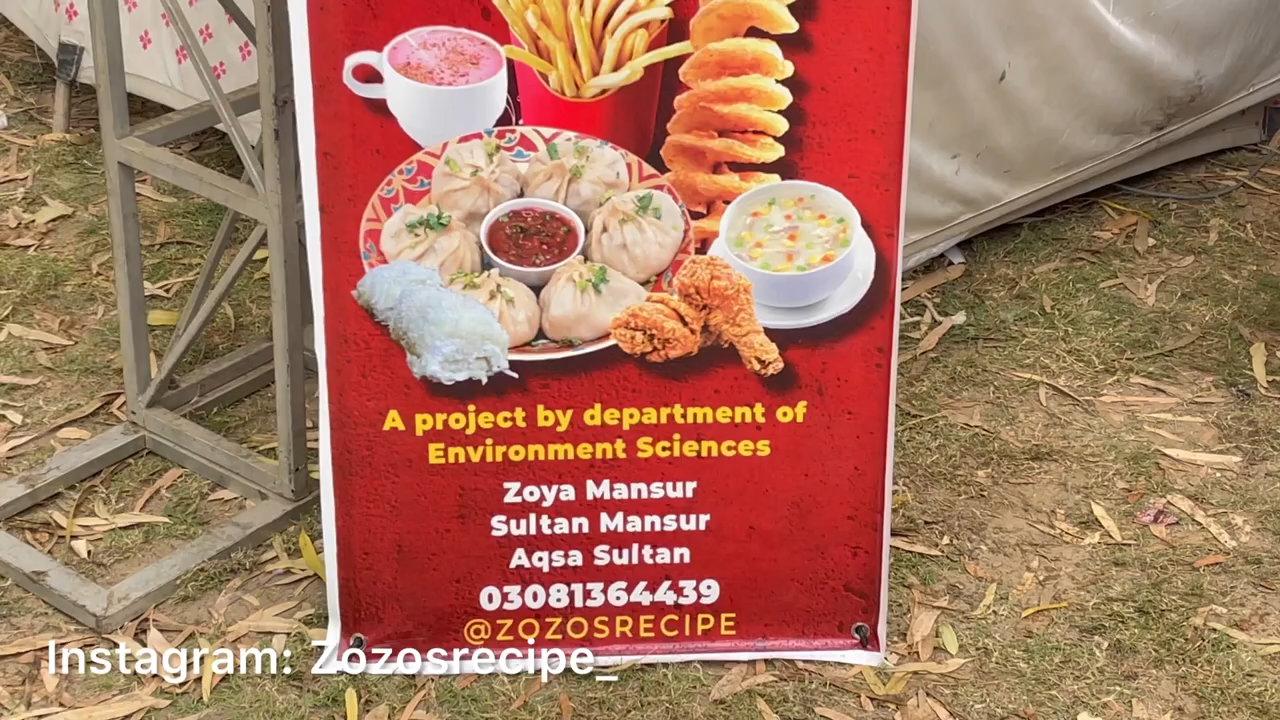 A project by department of
Environment Sciences
Zoya Mansur
Sultan Mansur
Aqsa Sultan
03081364439
@ZOZOSRECIPE
Instagram: Zozosrecipe_